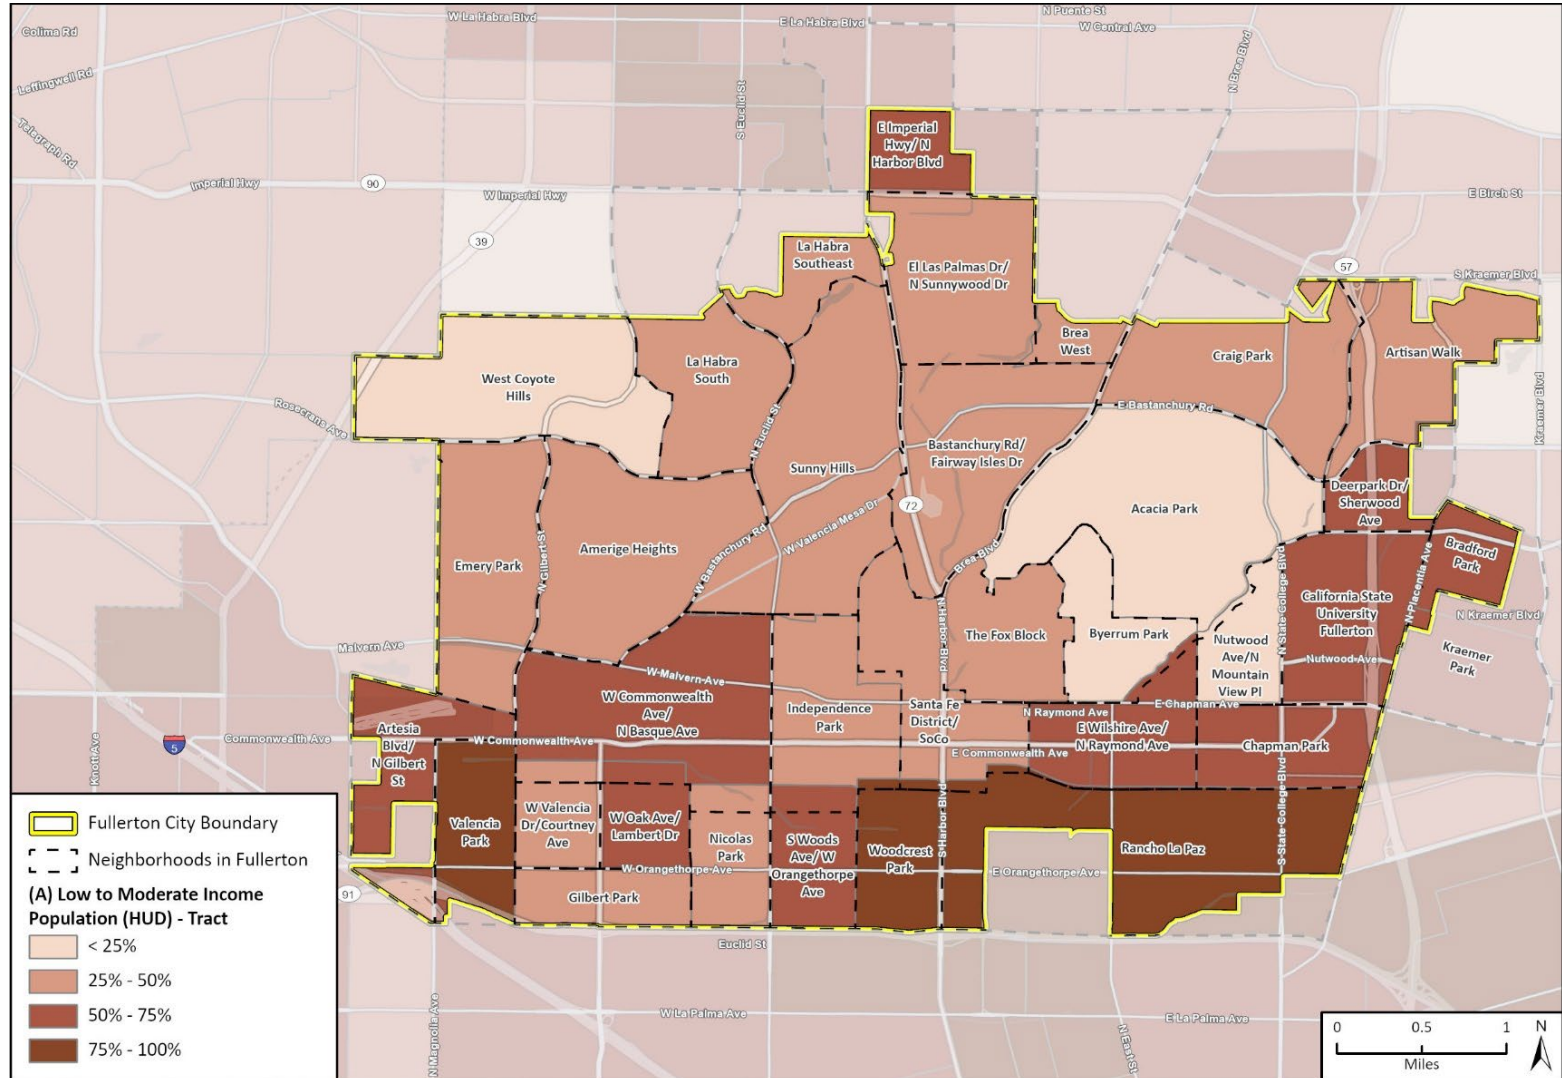 N Puente St
W La Habra Blvd
E La Habra Blvd
W Central Ave
Colima Rd
N Brea Blvd
Leffingwell Rd
S Euclid St
Telegraph Rd
E Imperial
Hwy/ N
Harbor Blvd
Imperial Hwy
90
W Imperial Hwy
E Birch St
39
La Habra
Southeast
El Las Palmas Dr/
N Sunnywood Dr
57
S Kraemer Blvd
Brea
West
Craig Park
Artisan Walk
La Habra
South
West Coyote
Hills
Rosecrans Ave
N Euclid St
E Bastanchury Rd
Kraemer Blvd
Bastanchury Rd/
Fairway Isles Dr
Sunny Hills
Deerpark Dr/
Sherwood
Ave
72
Acacia Park
W Valencia Mesa Dr
W Bastanchury Rd
Amerige Heights
Emery Park
N Gilbert St
Brea Blvd
N State College Blvd
Bradford
Park
N Placentia Ave
California State
University
Fullerton
N Kraemer Blvd
N Harbor Blvd
The Fox Block
Byerrum Park
Nutwood
Ave/N
Mountain
View Pl
Nutwood Ave
Kraemer
Park
Malvern Ave
W Malvern Ave
W Commonwealth
Ave/
N Basque Ave
Independence
Park
Santa Fe
District/
SoCo
N Raymond Ave
E Chapman Ave
E Wilshire Ave/
N Raymond Ave
Chapman Park
Artesia
Blvd/
N Gilbert
St
Knott Ave
5
Commonwealth Ave
W Commonwealth Ave
E Commonwealth Ave
S State College Blvd
Valencia
Park
W Valencia
Dr/Courtney
Ave
W Oak Ave/
Lambert Dr
Nicolas
Park
S Woods
Ave/ W
Orangethorpe
Ave
Woodcrest
Park
S Harbor Blvd
Rancho La Paz
W Orangethorpe Ave
E Orangethorpe Ave
Gilbert Park
91
Euclid St
N Magnolia Ave
W La Palma Ave
E La Palma Ave
N East St
Fullerton City Boundary
Neighborhoods in Fullerton
(A) Low to Moderate Income
Population (HUD) - Tract
< 25%
25% - 50%
50% - 75%
75% - 100%
0 0.5 1
Miles
N